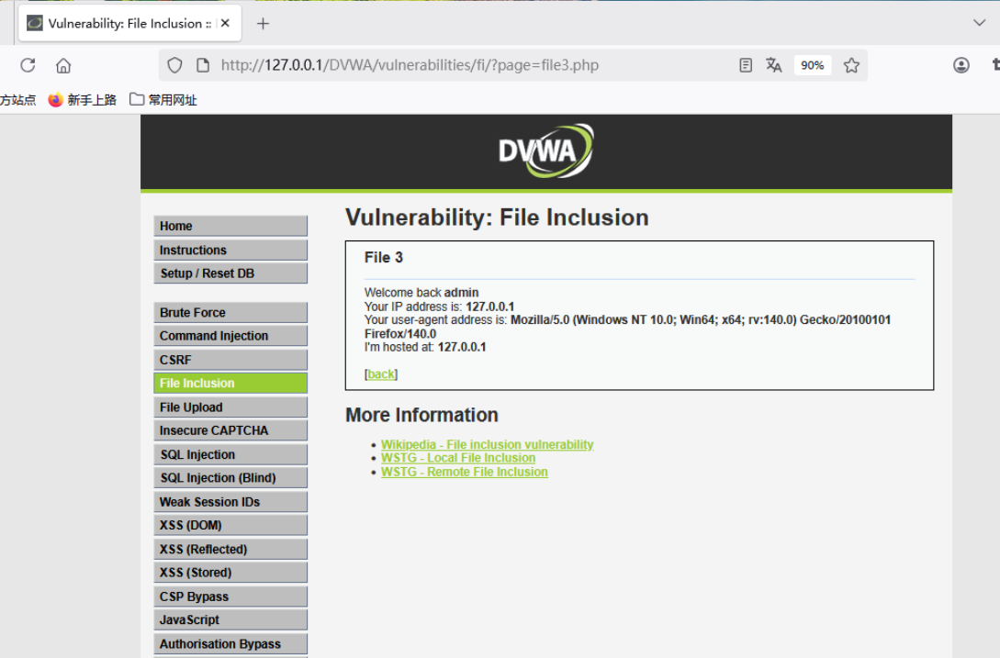 Vulnerability: File Inclusion ::
http://127.0.0.1/DVWA/vulnerabilities/fi/?page=file3.php
90%
方站点 新手上路 常用网址
DVWA
Home
Instructions
Setup / Reset DB
Brute Force
Command Injection
CSRF
File Inclusion
File Upload
Insecure CAPTCHA
SQL Injection
SQL Injection (Blind)
Weak Session IDs
XSS (DOM)
XSS (Reflected)
XSS (Stored)
CSP Bypass
JavaScript
Authorisation Bypass
Vulnerability: File Inclusion
File 3
Welcome back admin
Your IP address is: 127.0.0.1
Your user-agent address is: Mozilla/5.0 (Windows NT 10.0; Win64; x64; rv:140.0) Gecko/20100101
Firefox/140.0
I'm hosted at: 127.0.0.1
[back]
More Information
Wikipedia - File inclusion vulnerability
WSTG - Local File Inclusion
WSTG - Remote File Inclusion